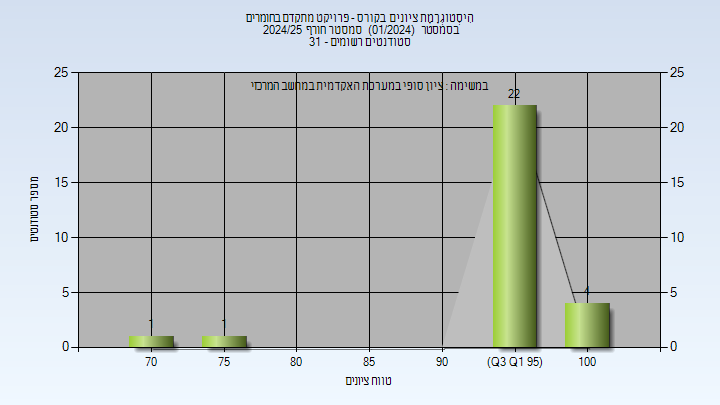 היסטוגרמת ציונים בקורס - פרויקט מתקדם בחומרים
בסמסטר (01/2024) סמסטר חורף 2024/25
סטודנטים רשומים - 31
במשימה : ציון סופי במערכת האקדמית במחשב המרכזי
25 25
20 20
15 15
10 10
5 5
0 0
מספר סטודנטים
1 1 22 4
70 75 80 85 90 (Q3 Q1 95) 100
טווח ציונים